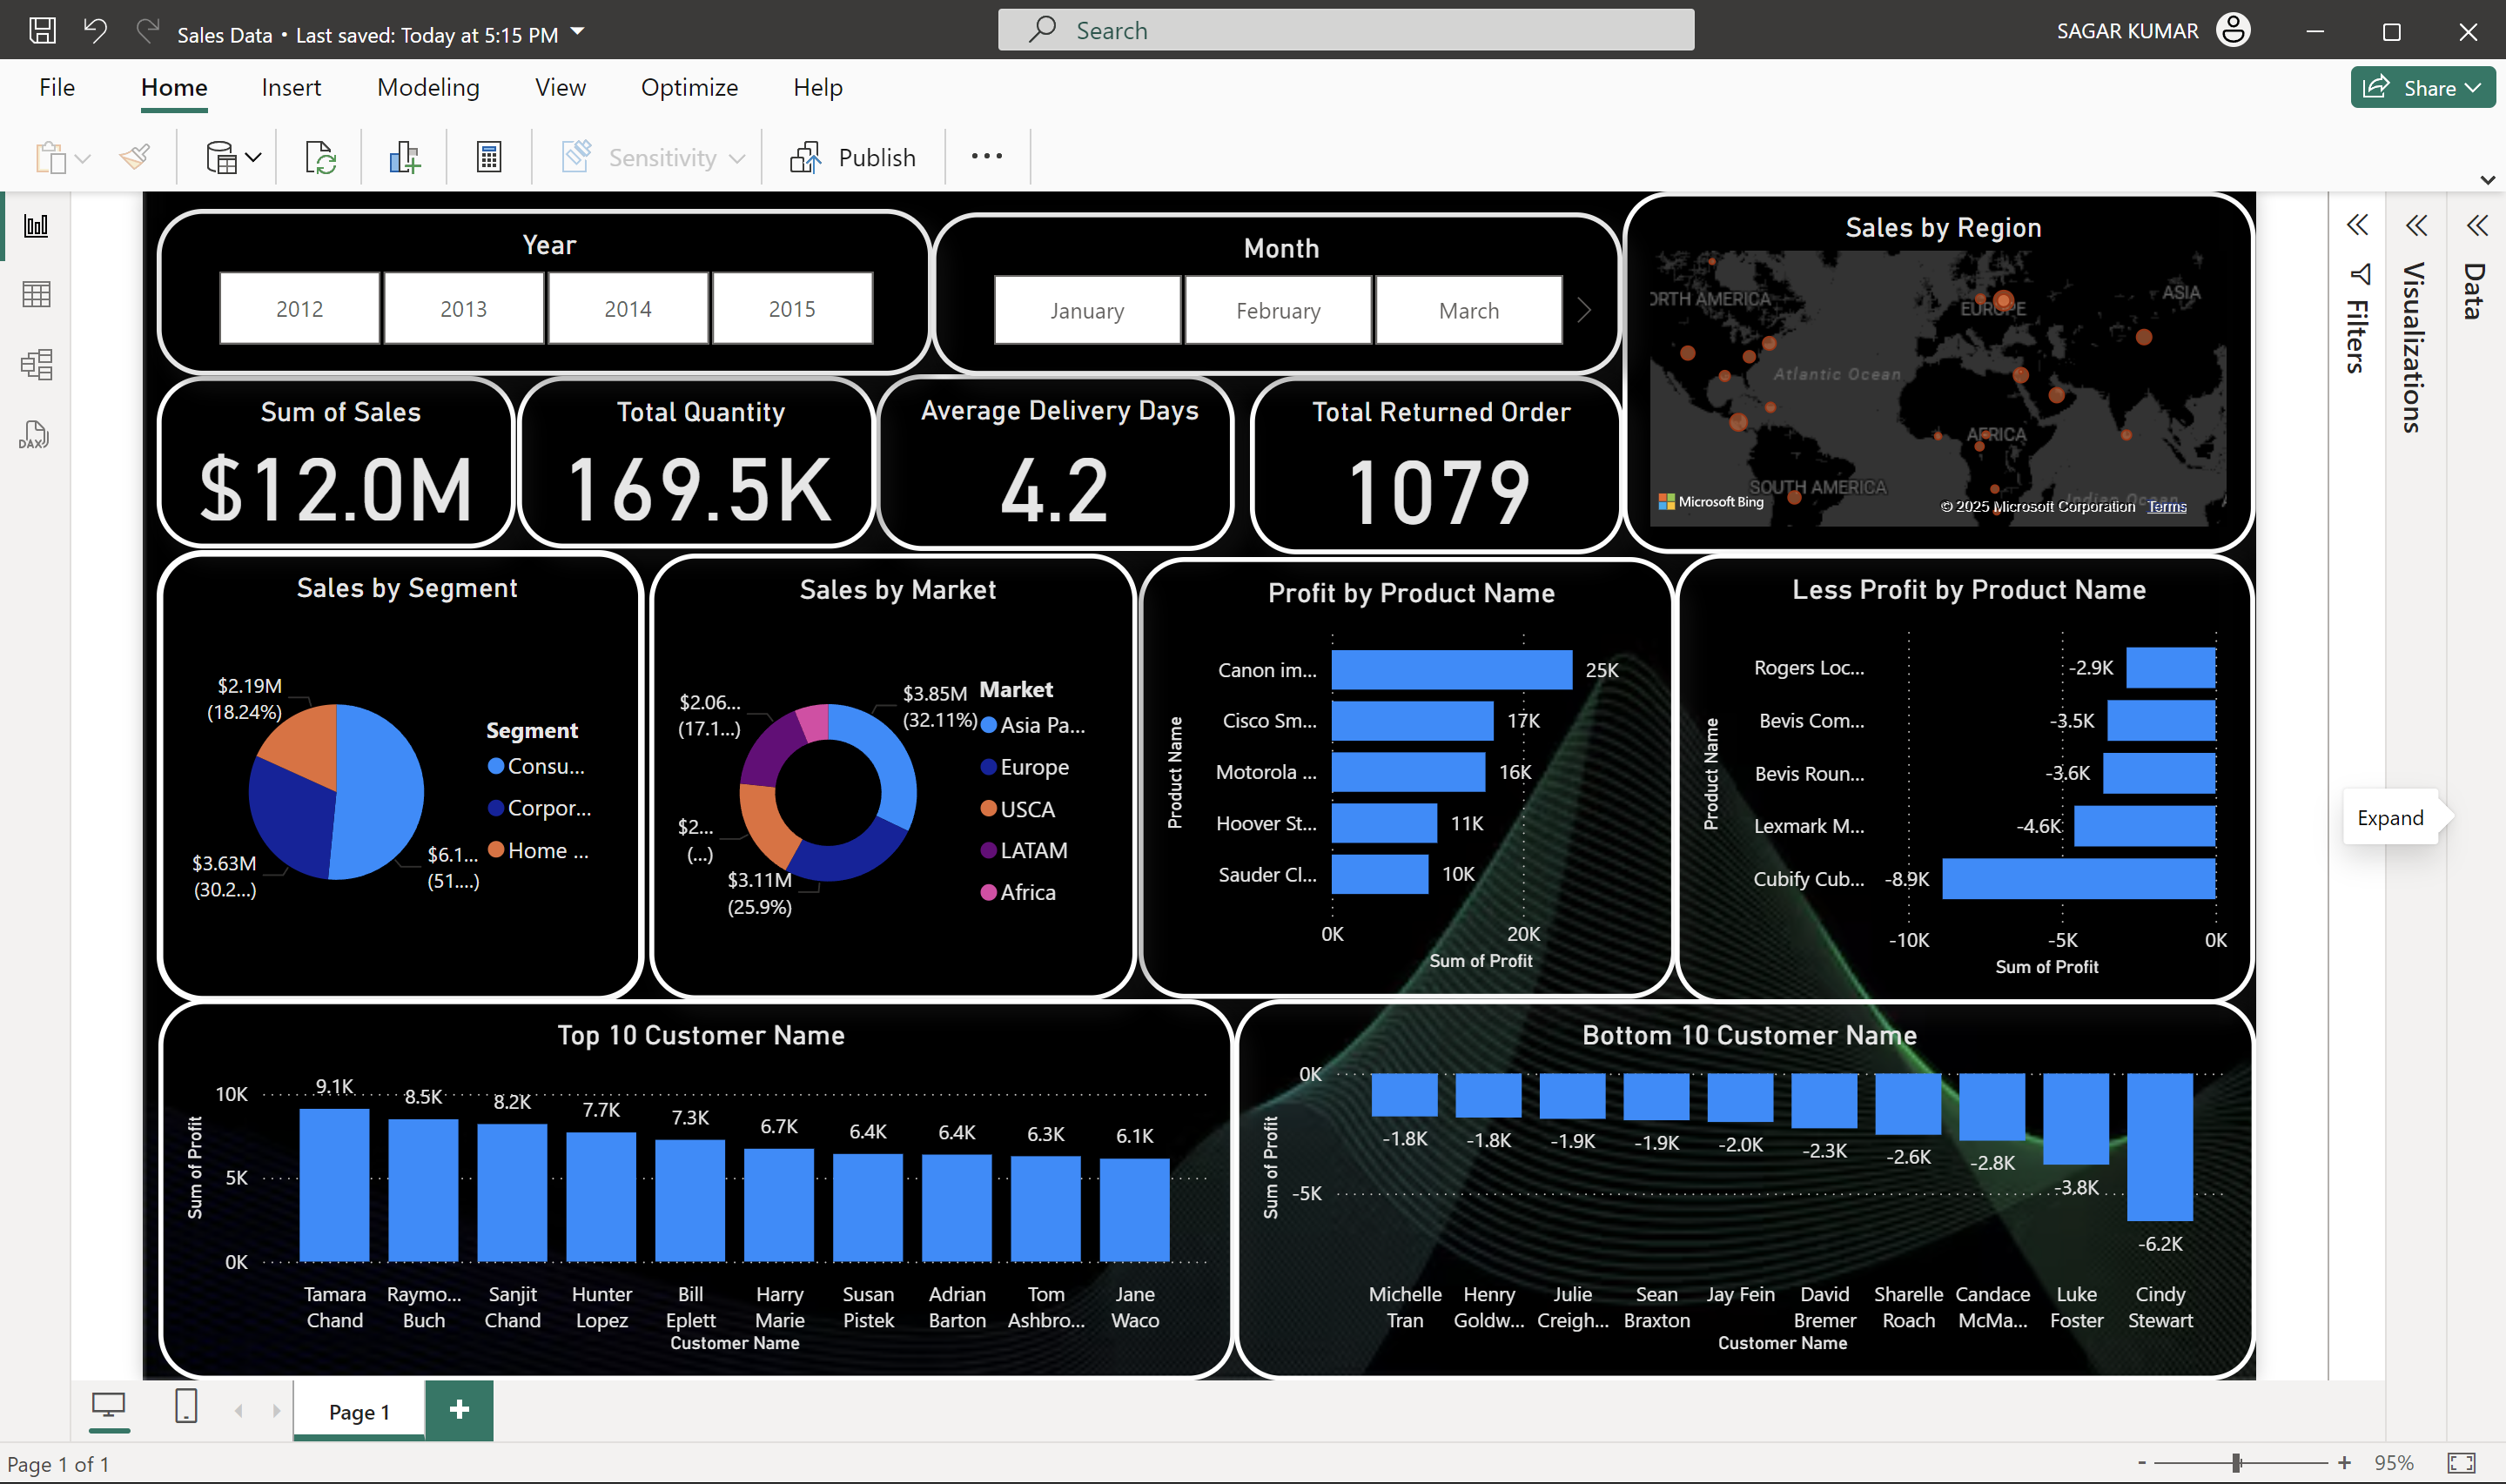 Sales Data • Last saved: Today at 5:15 PM
Search
SAGAR KUMAR
File
Home
Insert
Modeling
View
Optimize
Help
Share
Sensitivity
Publish
Year
2012
2013
2014
2015
Month
January
February
March
Sales by Region
ORTH AMERICA
EUROPE
ASIA
Atlantic Ocean
AFRICA
SOUTH AMERICA
Indian Ocean
Microsoft Bing
© 2025 Microsoft Corporation Terms
Sum of Sales
$12.0M
Total Quantity
169.5K
Average Delivery Days
4.2
Total Returned Order
1079
Filters
Visualizations
Data
Expand
DAX
Sales by Segment
$2.19M
(18.24%)
$3.63M
(30.2...)
$6.1...
(51....)
Segment
Consu...
Corpor...
Home ...
Sales by Market
$2.06...
(17.1...)
$3.85M
(32.11%)
$2...
(...)
$3.11M
(25.9%)
Market
Asia Pa...
Europe
USCA
LATAM
Africa
Profit by Product Name
Product Name
Canon im...
25K
Cisco Sm...
17K
Motorola ...
16K
Hoover St...
11K
Sauder Cl...
10K
0K
20K
Sum of Profit
Less Profit by Product Name
Product Name
Rogers Loc...
-2.9K
Bevis Com...
-3.5K
Bevis Roun...
-3.6K
Lexmark M...
-4.6K
Cubify Cub...
-8.9K
-10K
-5K
0K
Sum of Profit
Top 10 Customer Name
Sum of Profit
10K
5K
0K
9.1K
8.5K
8.2K
7.7K
7.3K
6.7K
6.4K
6.4K
6.3K
6.1K
Tamara
Chand
Raymo...
Buch
Sanjit
Chand
Hunter
Lopez
Bill
Eplett
Harry
Marie
Susan
Pistek
Adrian
Barton
Tom
Ashbro...
Jane
Waco
Customer Name
Bottom 10 Customer Name
Sum of Profit
0K
-5K
-1.8K
-1.8K
-1.9K
-1.9K
-2.0K
-2.3K
-2.6K
-2.8K
-3.8K
-6.2K
Michelle
Tran
Henry
Goldw...
Julie
Creigh...
Sean
Braxton
Jay Fein
David
Bremer
Sharelle
Roach
Candace
McMa...
Luke
Foster
Cindy
Stewart
Customer Name
Page 1
Page 1 of 1
- + 95%